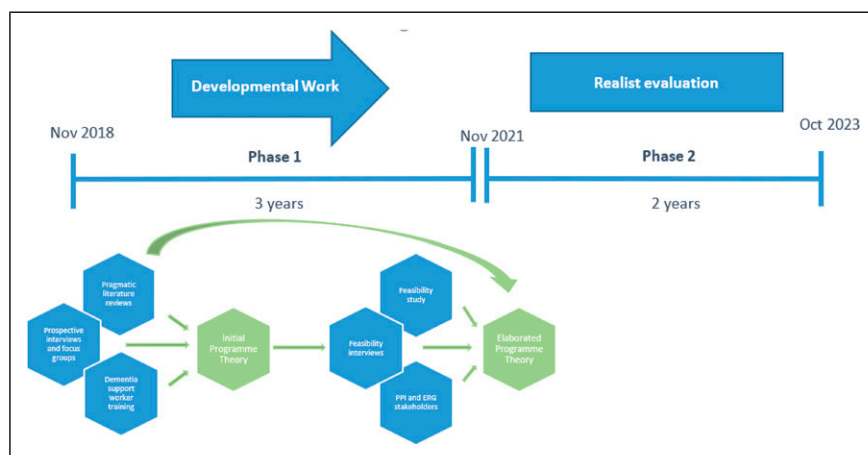 Developmental Work
Realist evaluation
Nov 2018
Nov 2021
Oct 2023
Phase 1
Phase 2
3 years
2 years
Pragmatic
literature
reviews
Prospective
interviews
and focus
groups
Dementia
support
worker
training
Initial
Programme
Theory
Feasibility
study
Feasibility
interviews
PPI and ERG
stakeholders
Elaborated
Programme
Theory